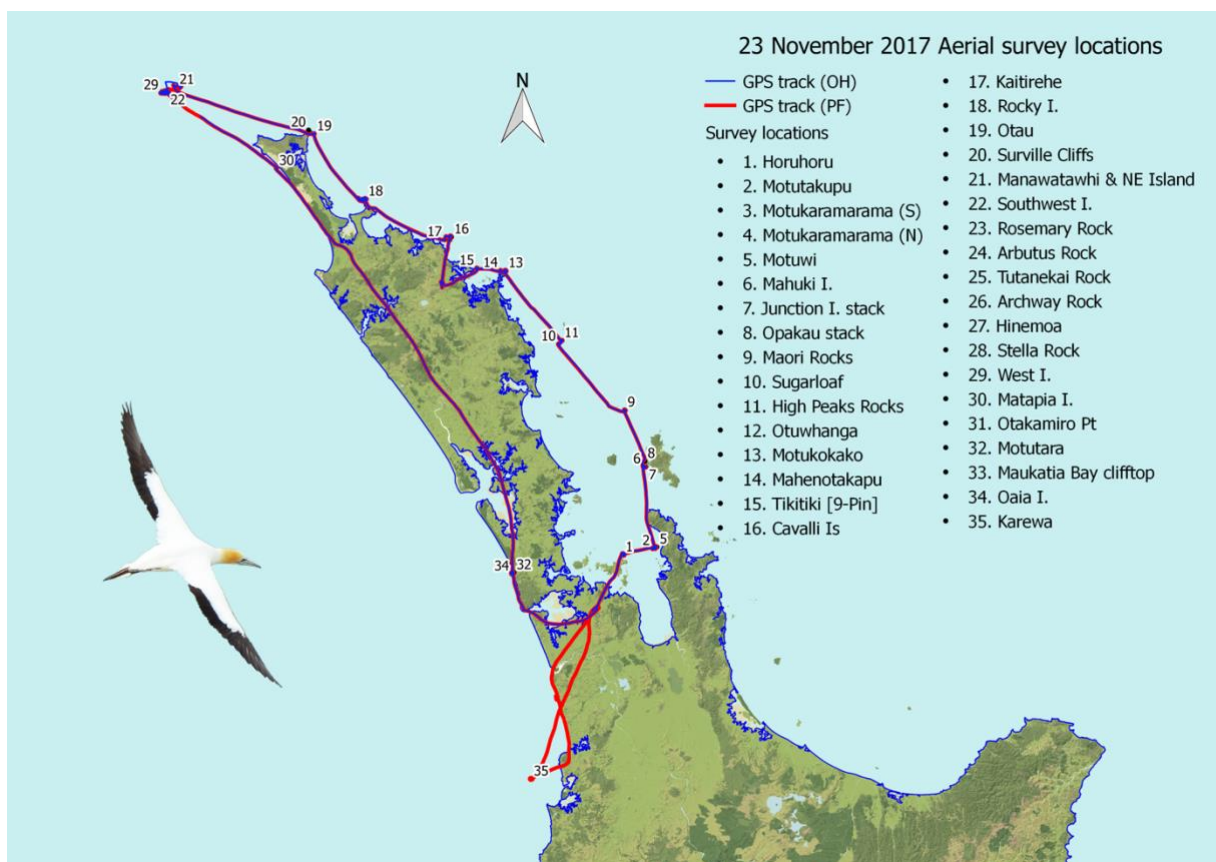 23 November 2017 Aerial survey locations
GPS track (OH)
GPS track (PF)
Survey locations
• 1. Horuhoru
• 2. Motutakupu
• 3. Motukaramarama (S)
• 4. Motukaramarama (N)
• 5. Motuwi
• 6. Mahuki I.
• 7. Junction I. stack
• 8. Opakau stack
• 9. Maori Rocks
• 10. Sugarloaf
• 11. High Peaks Rocks
• 12. Otuwhanga
• 13. Motukokako
• 14. Mahenotakapu
• 15. Tikitiki [9-Pin]
• 16. Cavalli Is
• 17. Kaitirehe
• 18. Rocky I.
• 19. Otau
• 20. Surville Cliffs
• 21. Manawatawhi & NE Island
• 22. Southwest I.
• 23. Rosemary Rock
• 24. Arbutus Rock
• 25. Tutanekai Rock
• 26. Archway Rock
• 27. Hinemoa
• 28. Stella Rock
• 29. West I.
• 30. Matapia I.
• 31. Otakamiro Pt
• 32. Motutara
• 33. Maukatia Bay clifftop
• 34. Oaia I.
• 35. Karewa
N
29
21
22
20
19
30
18
17
16
15
14
13
10
11
9
6
8
7
1
2
5
34
32
35